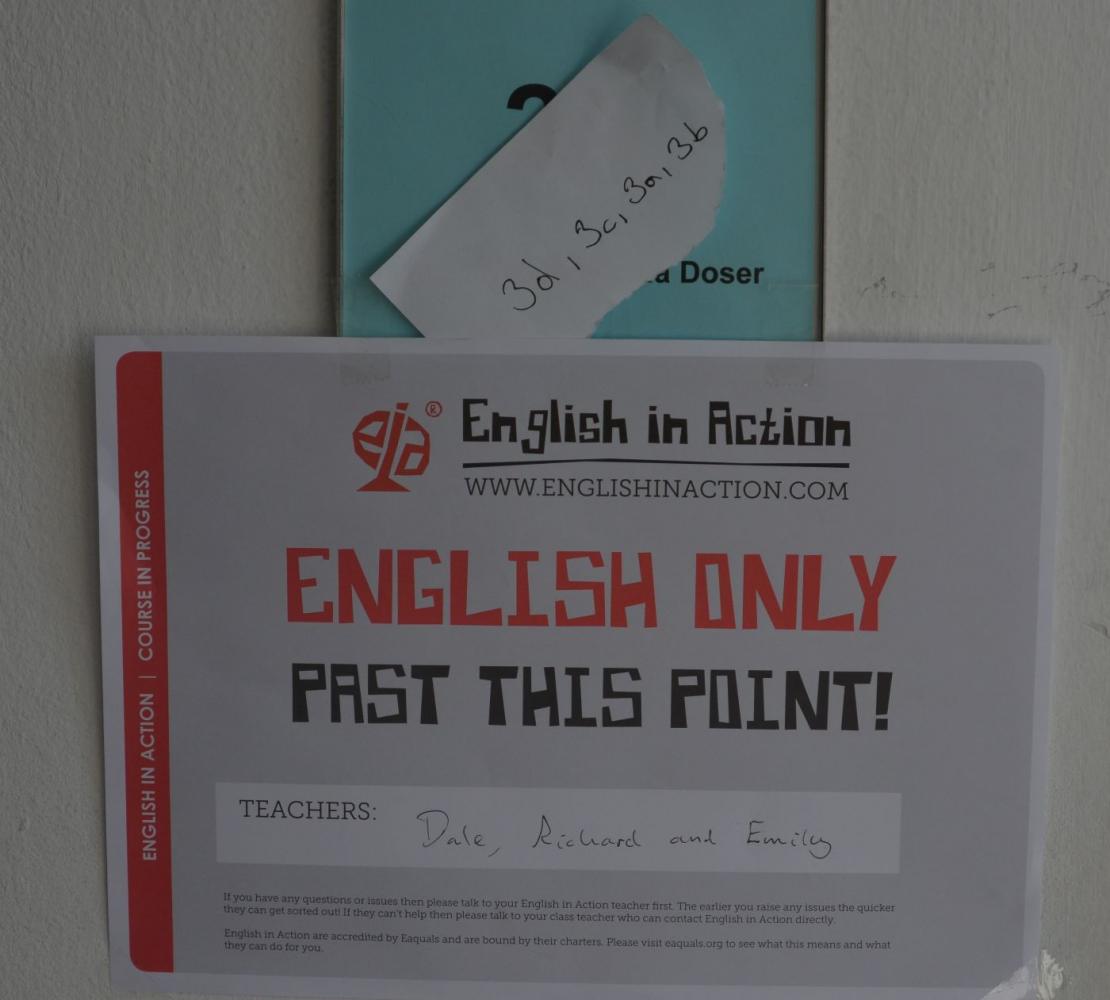 3d, 3c, 3a, 3b
Doser
eia®
English in Action
WWW.ENGLISHINACTION.COM
ENGLISH ONLY
PAST THIS POINT!
TEACHERS: Dale, Richard and Emily
If you have any questions or issues then please talk to your English in Action teacher first. The earlier you raise any issues the quicker
they can get sorted out! If they can't help then please talk to your class teacher who can contact English in Action directly.
English in Action are accredited by Eaquals and are bound by their charters. Please visit eaquals.org to see what this means and what
they can do for you.
ENGLISH IN ACTION | COURSE IN PROGRESS